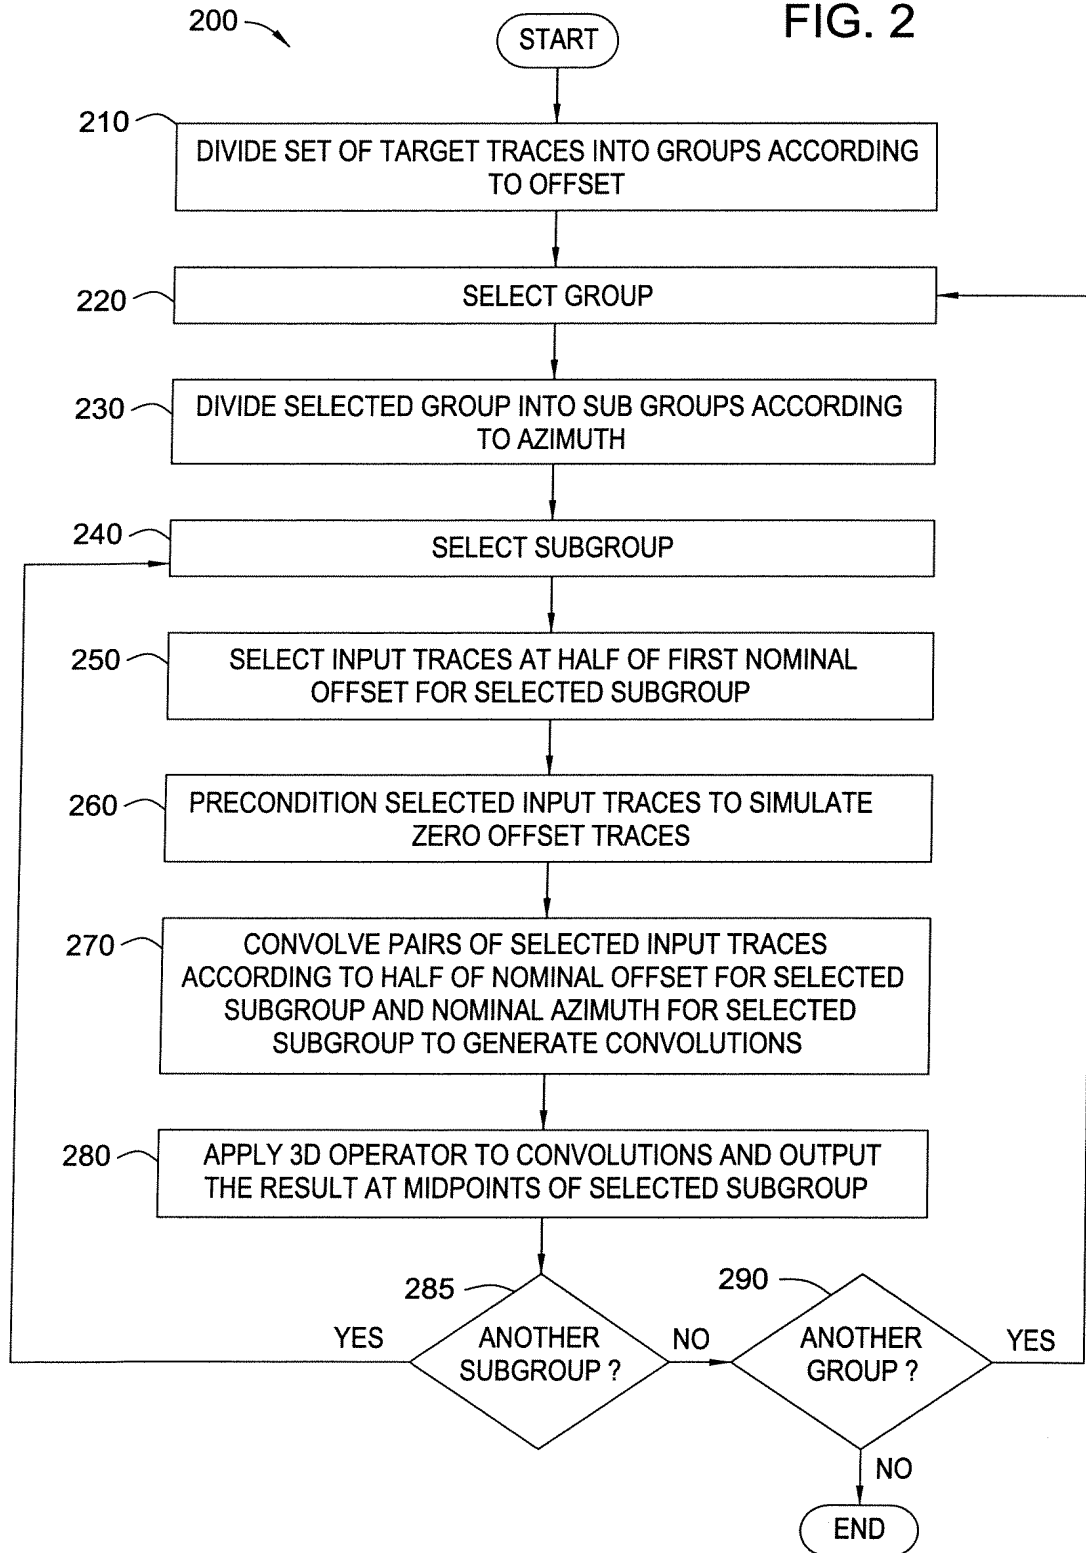 FIG. 2
200
START
210
DIVIDE SET OF TARGET TRACES INTO GROUPS ACCORDING
TO OFFSET
220
SELECT GROUP
230
DIVIDE SELECTED GROUP INTO SUB GROUPS ACCORDING
TO AZIMUTH
240
SELECT SUBGROUP
250
SELECT INPUT TRACES AT HALF OF FIRST NOMINAL
OFFSET FOR SELECTED SUBGROUP
260
PRECONDITION SELECTED INPUT TRACES TO SIMULATE
ZERO OFFSET TRACES
270
CONVOLVE PAIRS OF SELECTED INPUT TRACES
ACCORDING TO HALF OF NOMINAL OFFSET FOR SELECTED
SUBGROUP AND NOMINAL AZIMUTH FOR SELECTED
SUBGROUP TO GENERATE CONVOLUTIONS
280
APPLY 3D OPERATOR TO CONVOLUTIONS AND OUTPUT
THE RESULT AT MIDPOINTS OF SELECTED SUBGROUP
285
290
YES
ANOTHER
SUBGROUP ?
NO
ANOTHER
GROUP ?
YES
NO
END